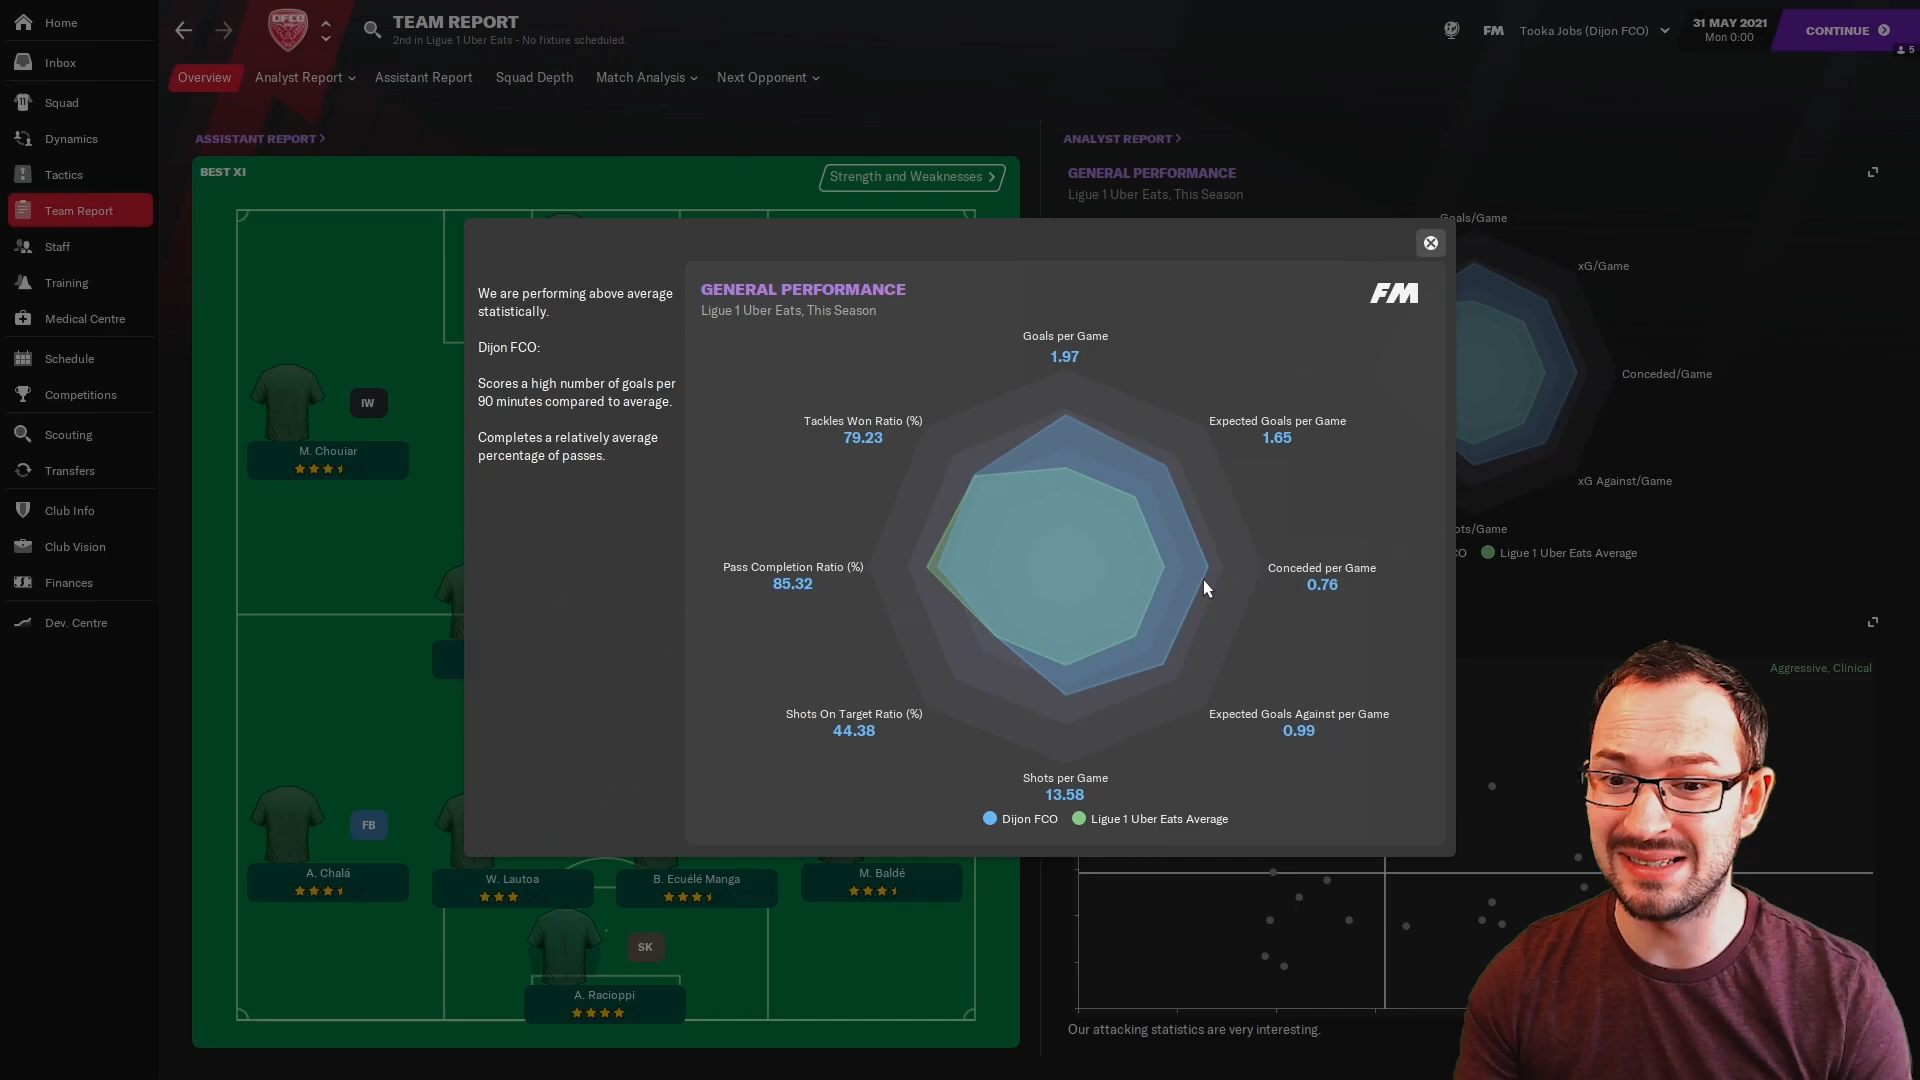 Home
Inbox
Squad
Dynamics
Tactics
Team Report
Staff
Training
Medical Centre
Schedule
Competitions
Scouting
Transfers
Club Info
Club Vision
Finances
Dev. Centre
DFCO
TEAM REPORT
2nd in Ligue 1 Uber Eats - No fixture scheduled.
FM
Tooka Jobs (Dijon FCO)
31 MAY 2021
Mon 0:00
CONTINUE
5
Overview
Analyst Report
Assistant Report
Squad Depth
Match Analysis
Next Opponent
ASSISTANT REPORT
BEST XI
Strength and Weaknesses
IW
M. Chouiar
FB
A. Chalá
W. Lautoa
B. Ecuélé Manga
M. Baldé
SK
A. Racioppi
We are performing above average
statistically.
Dijon FCO:
Scores a high number of goals per
90 minutes compared to average.
Completes a relatively average
percentage of passes.
GENERAL PERFORMANCE
Ligue 1 Uber Eats, This Season
FM
Goals per Game
1.97
Expected Goals per Game
1.65
Conceded per Game
0.76
Expected Goals Against per Game
0.99
Shots per Game
13.58
Shots On Target Ratio (%)
44.38
Pass Completion Ratio (%)
85.32
Tackles Won Ratio (%)
79.23
Dijon FCO
Ligue 1 Uber Eats Average
ANALYST REPORT
GENERAL PERFORMANCE
Ligue 1 Uber Eats, This Season
Goals/Game
xG/Game
Conceded/Game
xG Against/Game
ots/Game
CO
Ligue 1 Uber Eats Average
Aggressive, Clinical
Our attacking statistics are very interesting.